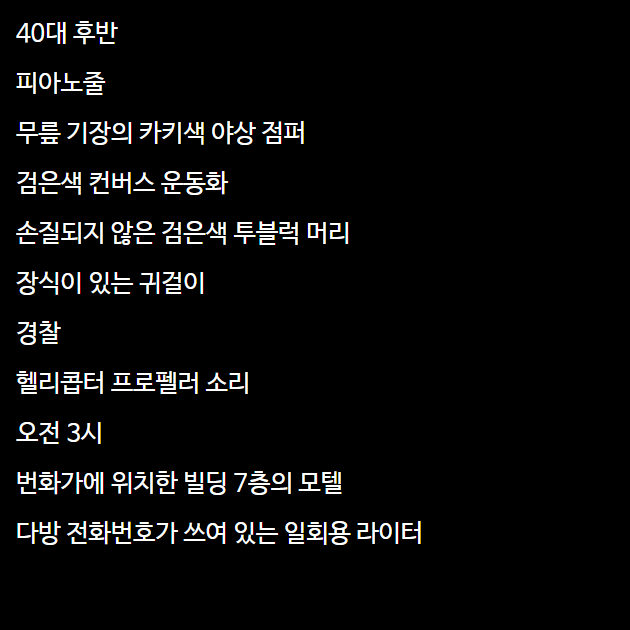 40대 후반
피아노줄
무릎 기장의 카키색 야상 점퍼
검은색 컨버스 운동화
손질되지 않은 검은색 투블럭 머리
장식이 있는 귀걸이
경찰
헬리콥터 프로펠러 소리
오전 3시
번화가에 위치한 빌딩 7층의 모텔
다방 전화번호가 쓰여 있는 일회용 라이터